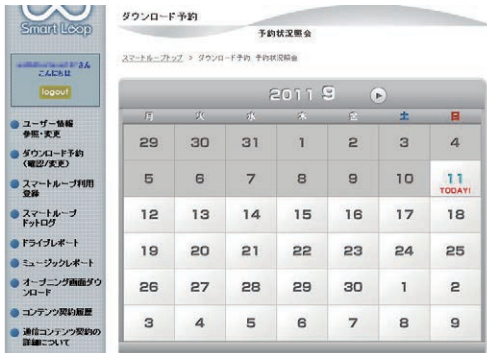 Smart Loop
さん
こんにちは
logout
ユーザー情報
参照・変更
ダウンロード予約
(確認/変更)
スマートループ利用
登録
スマートループ
ドットログ
ドライブレポート
ミュージックレポート
オープニング画面ダウ
ンロード
コンテンツ契約履歴
通信コンテンツ契約の
詳細について
ダウンロード予約
予約状況照会
スマートループトップ > ダウンロード予約 予約状況照会
2011 9
月 火 水 木 金 土 日
29 30 31 1 2 3 4
5 6 7 8 9 10 11
TODAY!
12 13 14 15 16 17 18
19 20 21 22 23 24 25
26 27 28 29 30 1 2
3 4 5 6 7 8 9